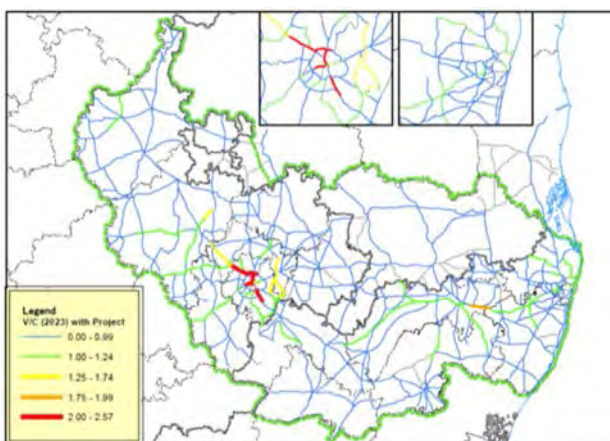 Legend
V/C (2023) with Project
0.00 - 0.99
1.00 - 1.24
1.25 - 1.74
1.75 - 1.99
2.00 - 2.57